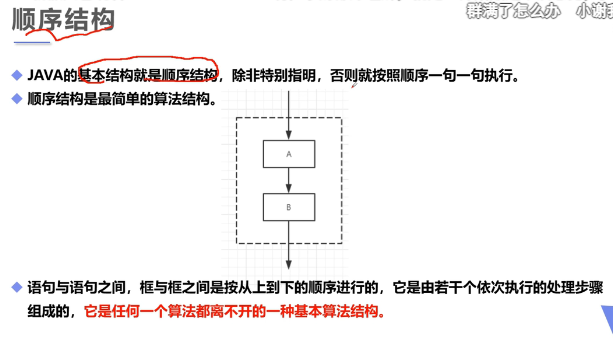 群满了怎么办 小谢我
顺序结构
JAVA的基本结构就是顺序结构，除非特别指明，否则就按照顺序一句一句执行。
顺序结构是最简单的算法结构。
A
B
语句与语句之间，框与框之间是按从上到下的顺序进行的，它是由若干个依次执行的处理步骤
组成的，它是任何一个算法都离不开的一种基本算法结构。